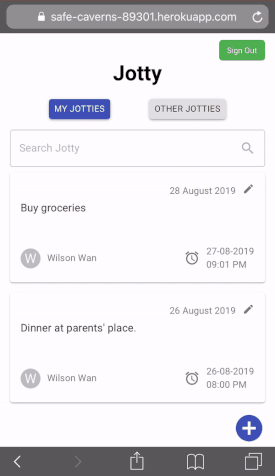 safe-caverns-89301.herokuapp.com
Sign Out
Jotty
MY JOTTIES
OTHER JOTTIES
Search Jotty
28 August 2019
Buy groceries
W
Wilson Wan
27-08-2019
09:01 PM
26 August 2019
Dinner at parents' place.
W
Wilson Wan
26-08-2019
08:00 PM